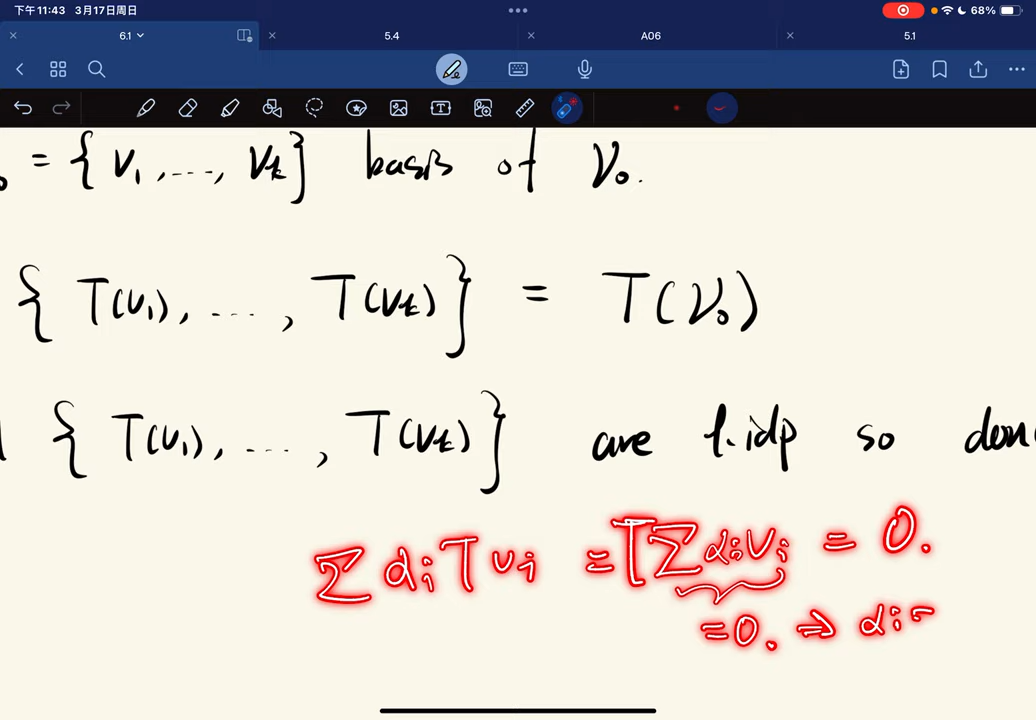 下午11:43 3月17日周日 68%
6.1 5.4 A06 5.1
= { v₁, ..., vₖ } basis of V₀.
{ T(v₁), ..., T(vₖ) } = T(V₀)
{ T(v₁), ..., T(vₖ) } are l.idp so don
Σ αᵢ T vᵢ = T Σ αᵢ vᵢ = 0.
= 0. ⇒ αᵢ =